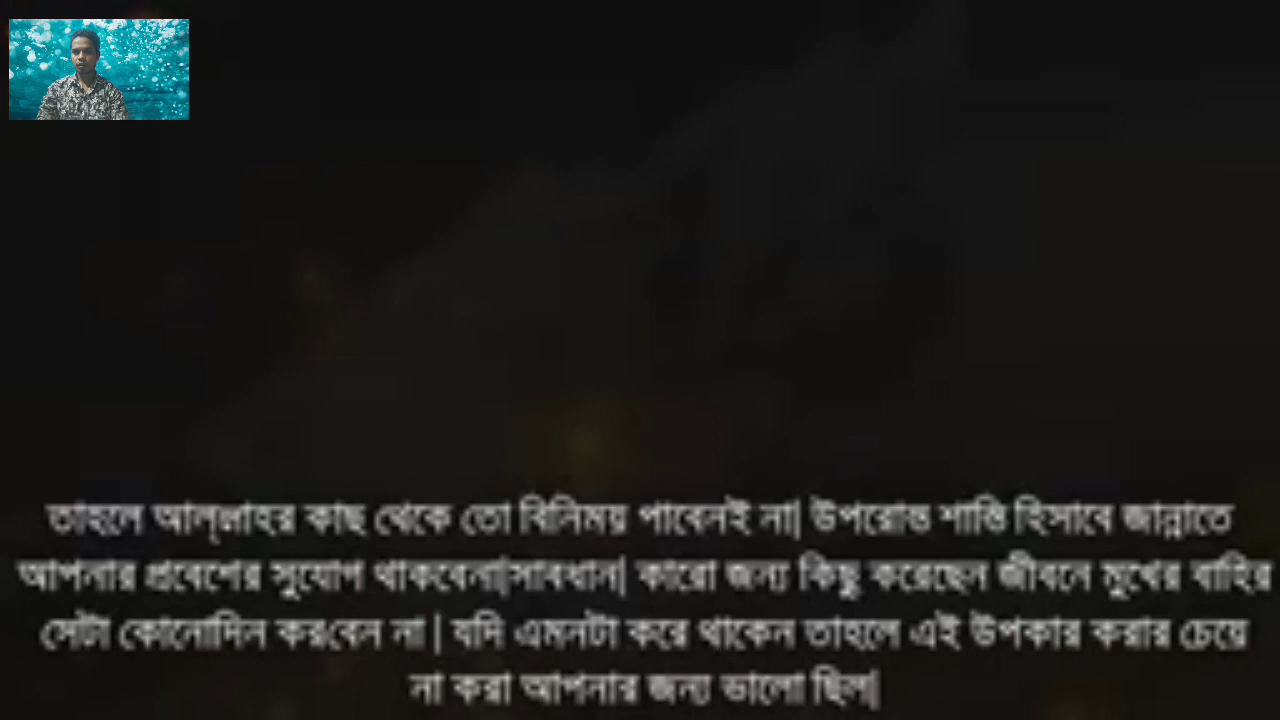 তাহলে আল্লাহর কাছ থেকে তো বিনিময় পাবেনই না| উপরোন্ত শাস্তি হিসাবে জান্নাতে
আপনার প্রবেশের সুযোগ থাকবেনা|সাবধান| কারো জন্য কিছু করেছেন জীবনে মুখের বাহির
সেটা কোনোদিন করবেন না | যদি এমনটা করে থাকেন তাহলে এই উপকার করার চেয়ে
না করা আপনার জন্য ভালো ছিল|